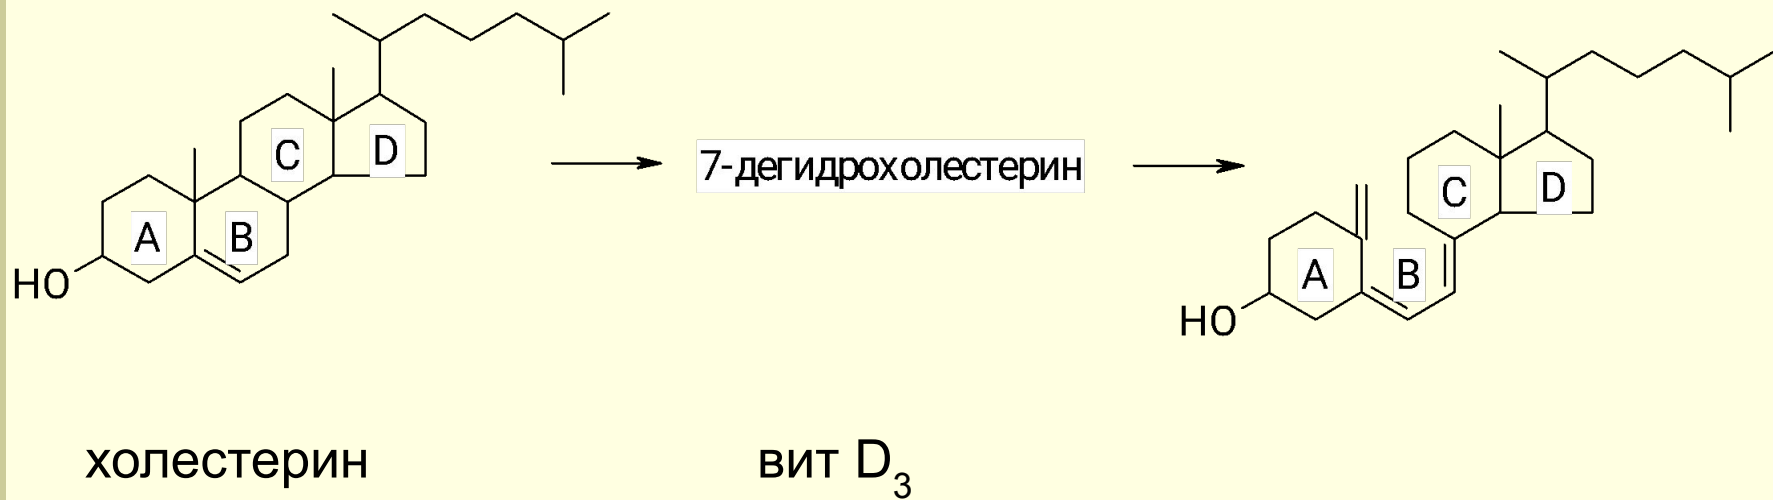 C D
7-дегидрохолестерин
C D
A B
A B
HO
HO
холестерин
вит D₃